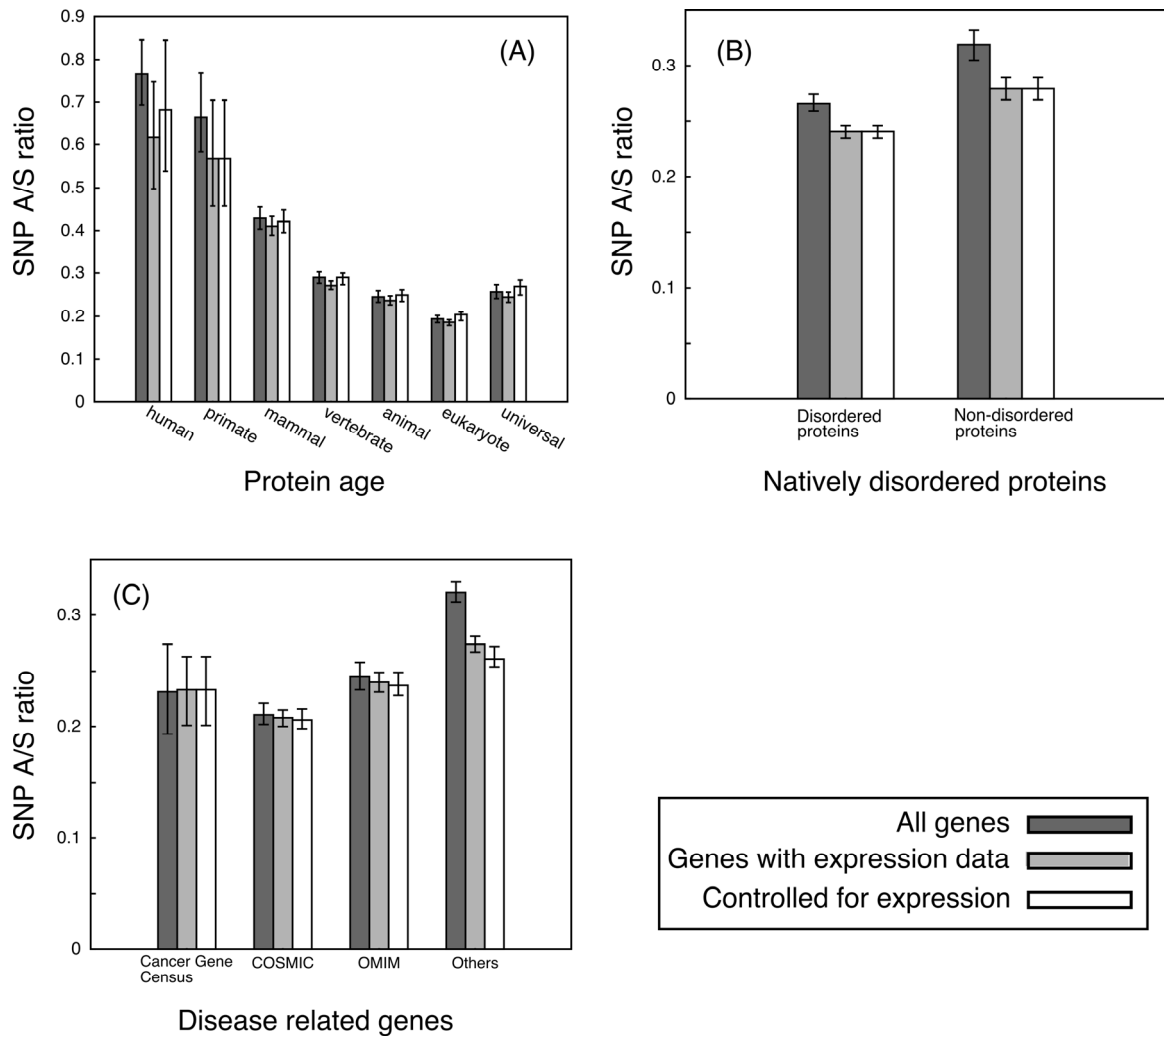 (A)
SNP A/S ratio
0.9
0.8
0.7
0.6
0.5
0.4
0.3
0.2
0.1
0
human
primate
mammal
vertebrate
animal
eukaryote
universal
Protein age
(B)
SNP A/S ratio
0.3
0.2
0.1
0
Disordered
proteins
Non-disordered
proteins
Natively disordered proteins
(C)
SNP A/S ratio
0.3
0.2
0.1
0
Cancer Gene
Census
COSMIC
OMIM
Others
Disease related genes
All genes
Genes with expression data
Controlled for expression